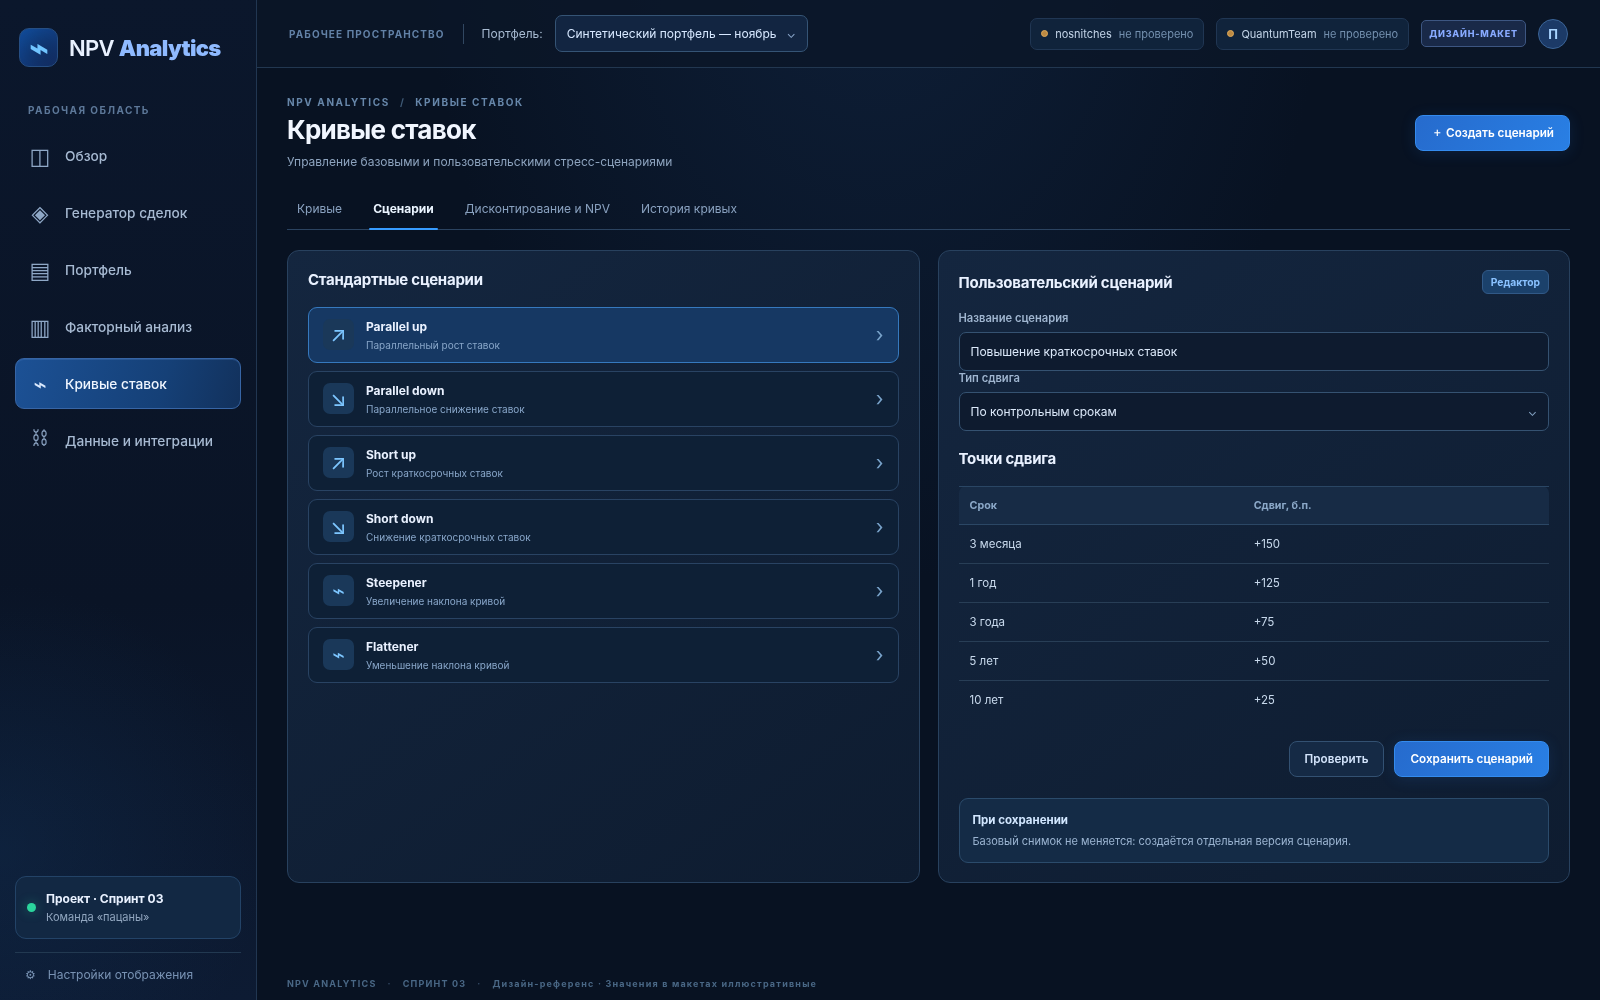 NPV Analytics
РАБОЧАЯ ОБЛАСТЬ
Обзор
Генератор сделок
Портфель
Факторный анализ
Кривые ставок
Данные и интеграции
Проект · Спринт 03
Команда «пацаны»
Настройки отображения
РАБОЧЕЕ ПРОСТРАНСТВО
Портфель:
Синтетический портфель — ноябрь
nosnitches не проверено
QuantumTeam не проверено
ДИЗАЙН-МАКЕТ
П
NPV ANALYTICS / КРИВЫЕ СТАВОК
Кривые ставок
Управление базовыми и пользовательскими стресс-сценариями
+ Создать сценарий
Кривые
Сценарии
Дисконтирование и NPV
История кривых
Стандартные сценарии
Parallel up
Параллельный рост ставок
Parallel down
Параллельное снижение ставок
Short up
Рост краткосрочных ставок
Short down
Снижение краткосрочных ставок
Steepener
Увеличение наклона кривой
Flattener
Уменьшение наклона кривой
Пользовательский сценарий
Редактор
Название сценария
Повышение краткосрочных ставок
Тип сдвига
По контрольным срокам
Точки сдвига
Срок Сдвиг, б.п.
3 месяца +150
1 год +125
3 года +75
5 лет +50
10 лет +25
Проверить
Сохранить сценарий
При сохранении
Базовый снимок не меняется: создаётся отдельная версия сценария.
NPV ANALYTICS · СПРИНТ 03 · Дизайн-референс · Значения в макетах иллюстративные